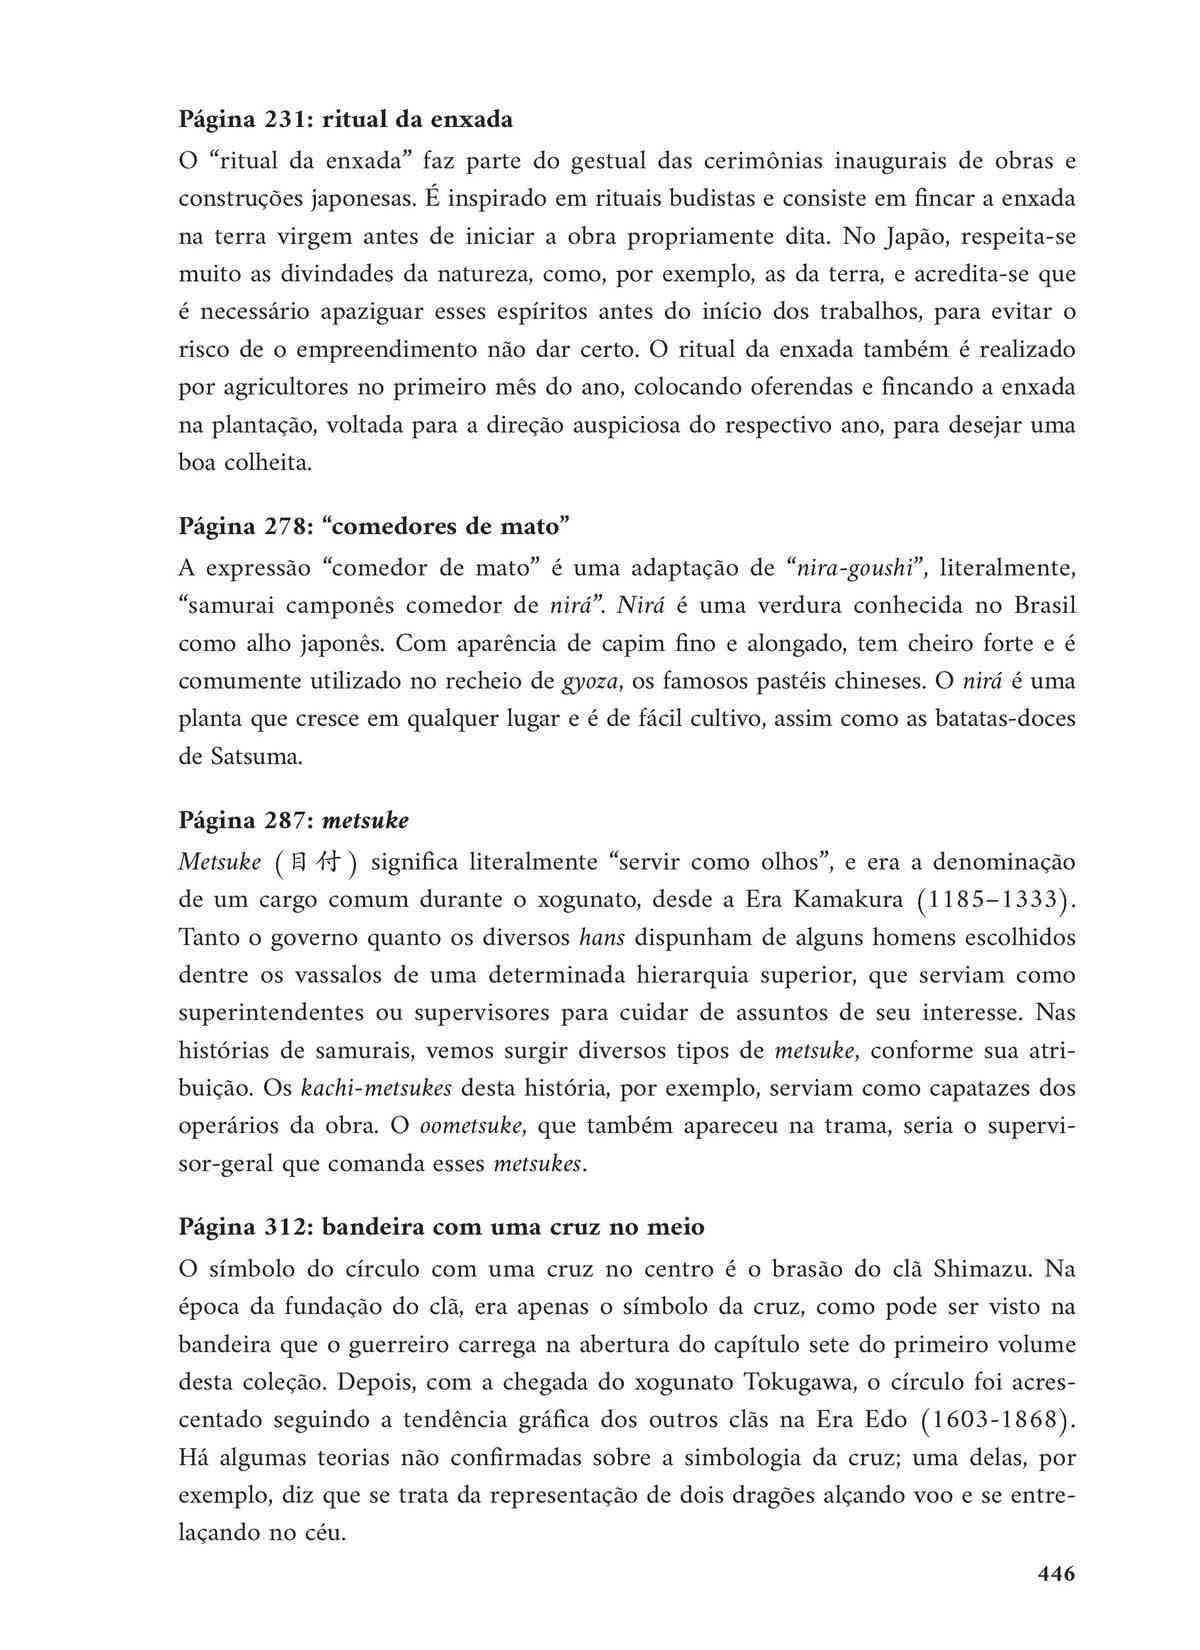 Página 231: ritual da enxada
O “ritual da enxada” faz parte do gestual das cerimônias inaugurais de obras e
construções japonesas. É inspirado em rituais budistas e consiste em fincar a enxada
na terra virgem antes de iniciar a obra propriamente dita. No Japão, respeita-se
muito as divindades da natureza, como, por exemplo, as da terra, e acredita-se que
é necessário apaziguar esses espíritos antes do início dos trabalhos, para evitar o
risco de o empreendimento não dar certo. O ritual da enxada também é realizado
por agricultores no primeiro mês do ano, colocando oferendas e fincando a enxada
na plantação, voltada para a direção auspiciosa do respectivo ano, para desejar uma
boa colheita.
Página 278: “comedores de mato”
A expressão “comedor de mato” é uma adaptação de “nira-goushi”, literalmente,
“samurai camponês comedor de nirá”. Nirá é uma verdura conhecida no Brasil
como alho japonês. Com aparência de capim fino e alongado, tem cheiro forte e é
comumente utilizado no recheio de gyoza, os famosos pastéis chineses. O nirá é uma
planta que cresce em qualquer lugar e é de fácil cultivo, assim como as batatas-doces
de Satsuma.
Página 287: metsuke
Metsuke (目付) significa literalmente “servir como olhos”, e era a denominação
de um cargo comum durante o xogunato, desde a Era Kamakura (1185–1333).
Tanto o governo quanto os diversos hans dispunham de alguns homens escolhidos
dentre os vassalos de uma determinada hierarquia superior, que serviam como
superintendentes ou supervisores para cuidar de assuntos de seu interesse. Nas
histórias de samurais, vemos surgir diversos tipos de metsuke, conforme sua atri-
buição. Os kachi-metsukes desta história, por exemplo, serviam como capatazes dos
operários da obra. O oometsuke, que também apareceu na trama, seria o supervi-
sor-geral que comanda esses metsukes.
Página 312: bandeira com uma cruz no meio
O símbolo do círculo com uma cruz no centro é o brasão do clã Shimazu. Na
época da fundação do clã, era apenas o símbolo da cruz, como pode ser visto na
bandeira que o guerreiro carrega na abertura do capítulo sete do primeiro volume
desta coleção. Depois, com a chegada do xogunato Tokugawa, o círculo foi acres-
centado seguindo a tendência gráfica dos outros clãs na Era Edo (1603-1868).
Há algumas teorias não confirmadas sobre a simbologia da cruz; uma delas, por
exemplo, diz que se trata da representação de dois dragões alçando voo e se entre-
laçando no céu.
446